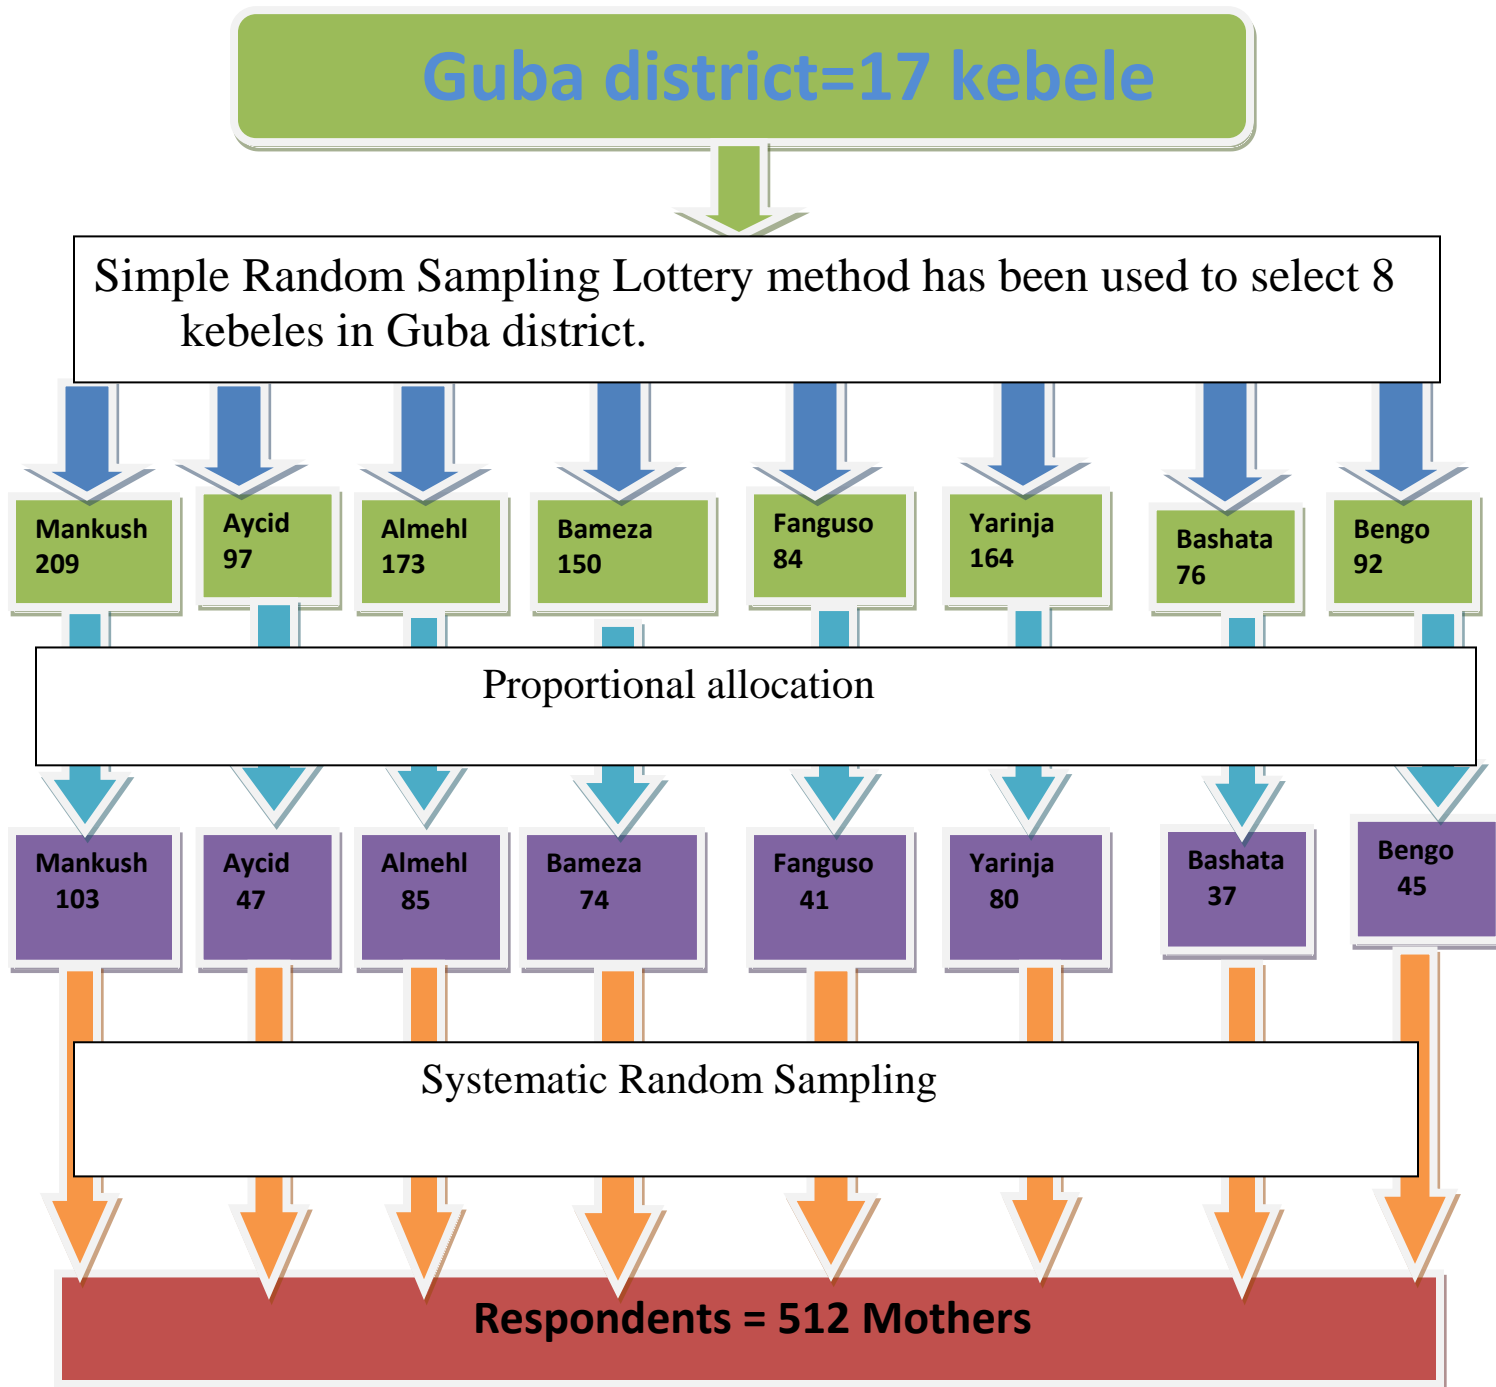 Guba district=17 kebele
Simple Random Sampling Lottery method has been used to select 8
kebeles in Guba district.
Mankush
209
Aycid
97
Almehl
173
Bameza
150
Fanguso
84
Yarinja
164
Bashata
76
Bengo
92
Proportional allocation
Mankush
103
Aycid
47
Almehl
85
Bameza
74
Fanguso
41
Yarinja
80
Bashata
37
Bengo
45
Systematic Random Sampling
Respondents = 512 Mothers